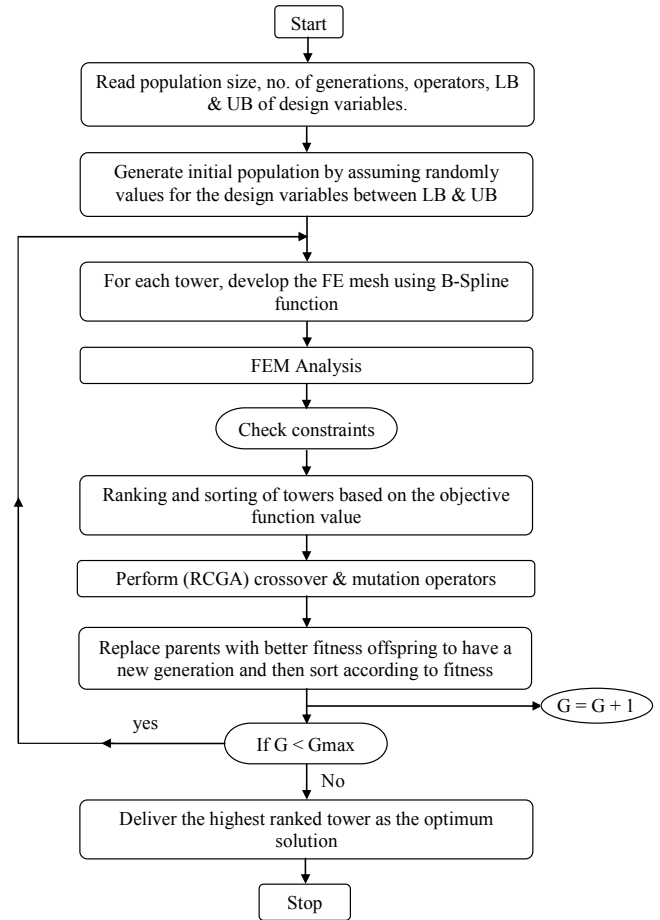 Start
Read population size, no. of generations, operators, LB
& UB of design variables.
Generate initial population by assuming randomly
values for the design variables between LB & UB
For each tower, develop the FE mesh using B-Spline
function
FEM Analysis
Check constraints
Ranking and sorting of towers based on the objective
function value
Perform (RCGA) crossover & mutation operators
Replace parents with better fitness offspring to have a
new generation and then sort according to fitness
G = G + 1
yes
If G < Gmax
No
Deliver the highest ranked tower as the optimum
solution
Stop